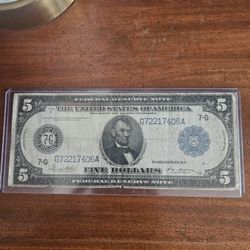 FEDERAL RESERVE NOTE
5 THE UNITED STATES OF AMERICA 5
7-G
G72217406A
7-G
G72217406A
WASHINGTON, D.C.
5 FIVE DOLLARS 5
FEDERAL RESERVE NOTE